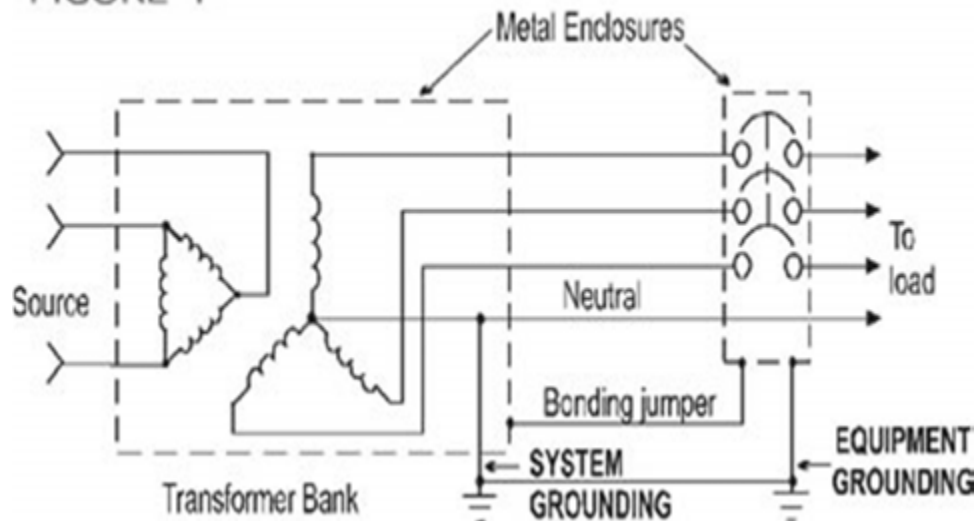 Metal Enclosures
Source
Neutral
To
load
Bonding jumper
SYSTEM
GROUNDING
EQUIPMENT
GROUNDING
Transformer Bank